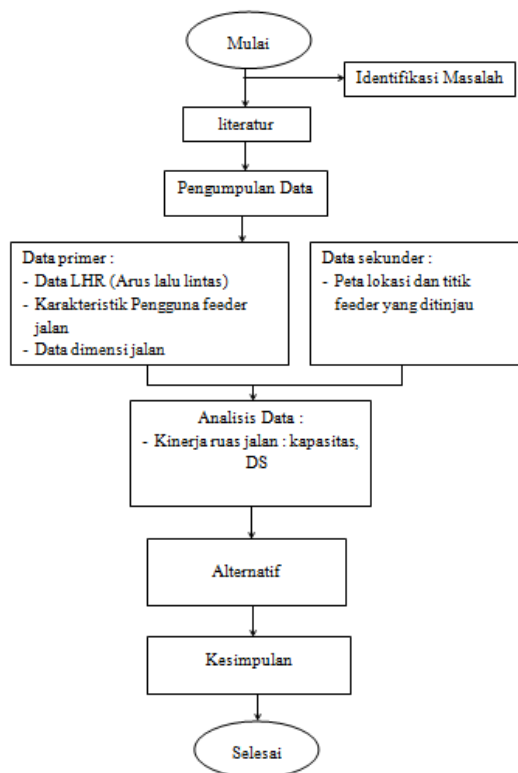 Mulai
Identifikasi Masalah
literatur
Pengumpulan Data
Data primer :
- Data LHR (Arus lalu lintas)
- Karakteristik Pengguna feeder
jalan
- Data dimensi jalan
Data sekunder :
- Peta lokasi dan titik
feeder yang ditinjau
Analisis Data :
- Kinerja ruas jalan : kapasitas,
DS
Alternatif
Kesimpulan
Selesai